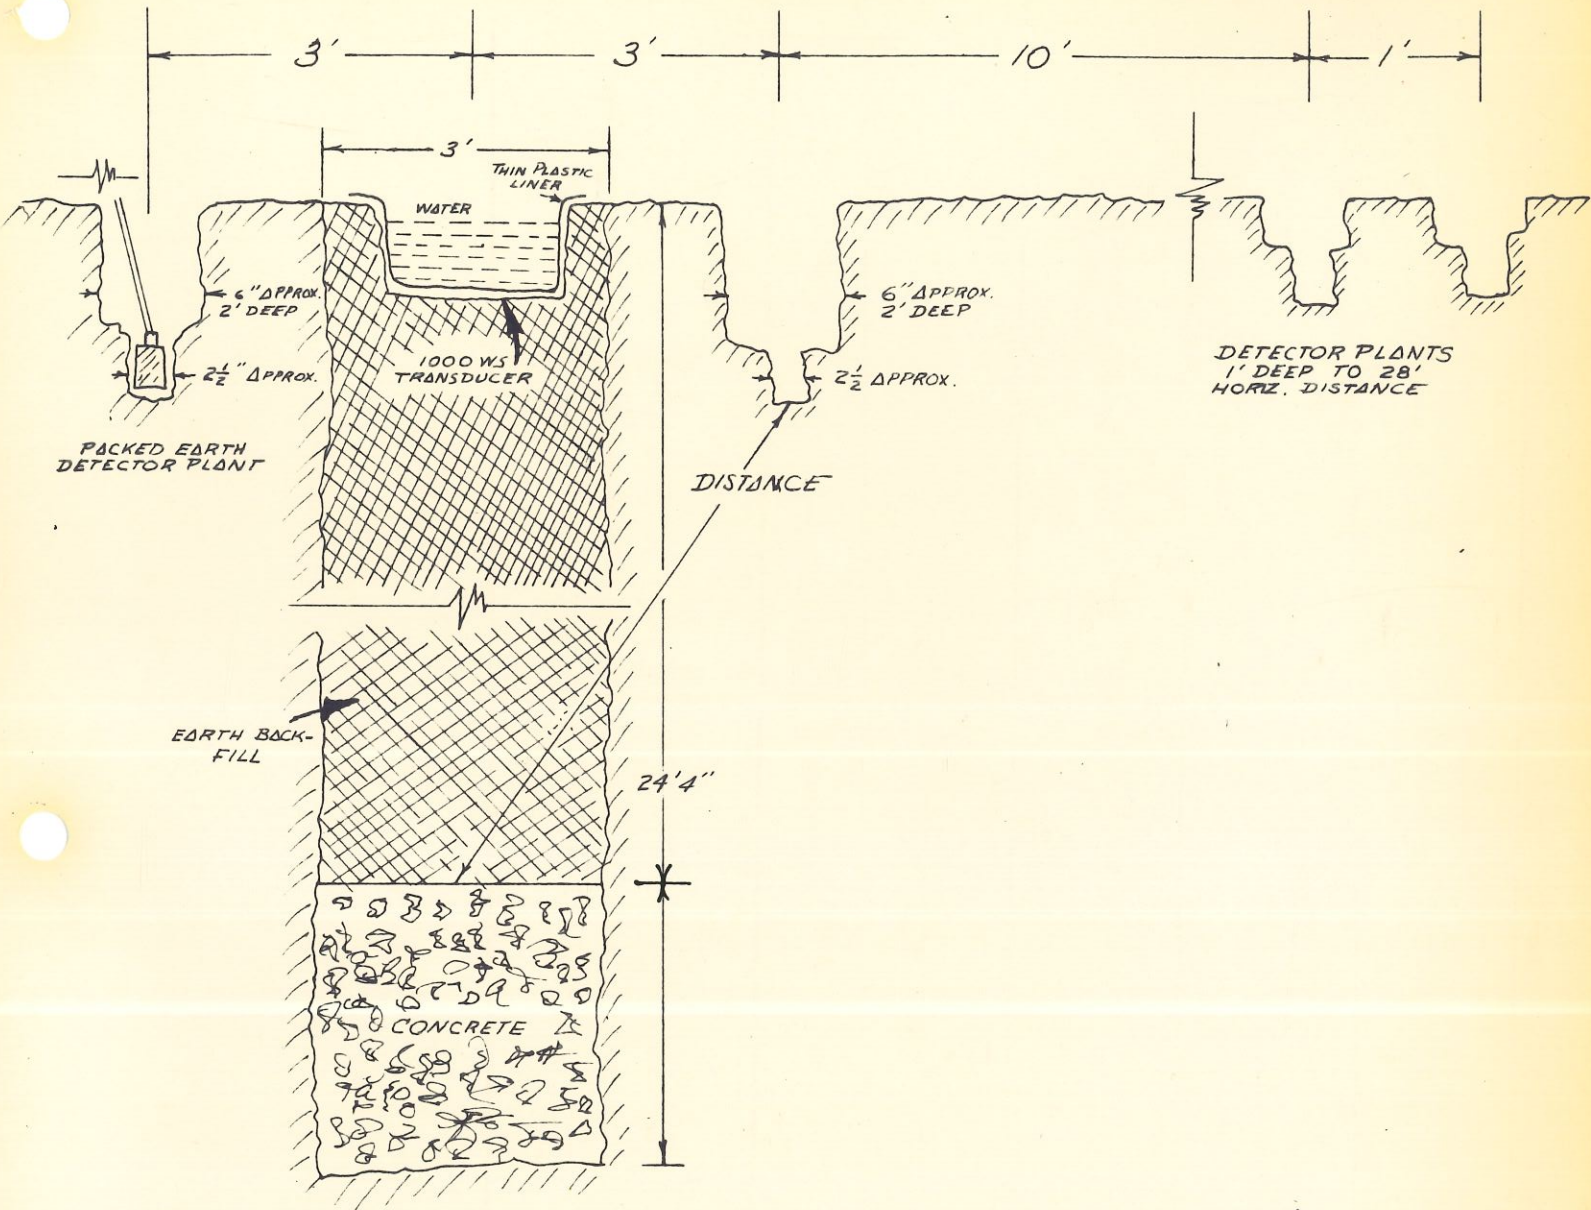 3'
3'
10'
1'
3'
THIN PLASTIC
LINER
WATER
6" APPROX.
2' DEEP
1000 WS
TRANSDUCER
2½" APPROX.
6" APPROX.
2' DEEP
2½ APPROX.
DETECTOR PLANTS
1' DEEP TO 28'
HORIZ. DISTANCE
PACKED EARTH
DETECTOR PLANT
DISTANCE
EARTH BACK-
FILL
24'4"
CONCRETE